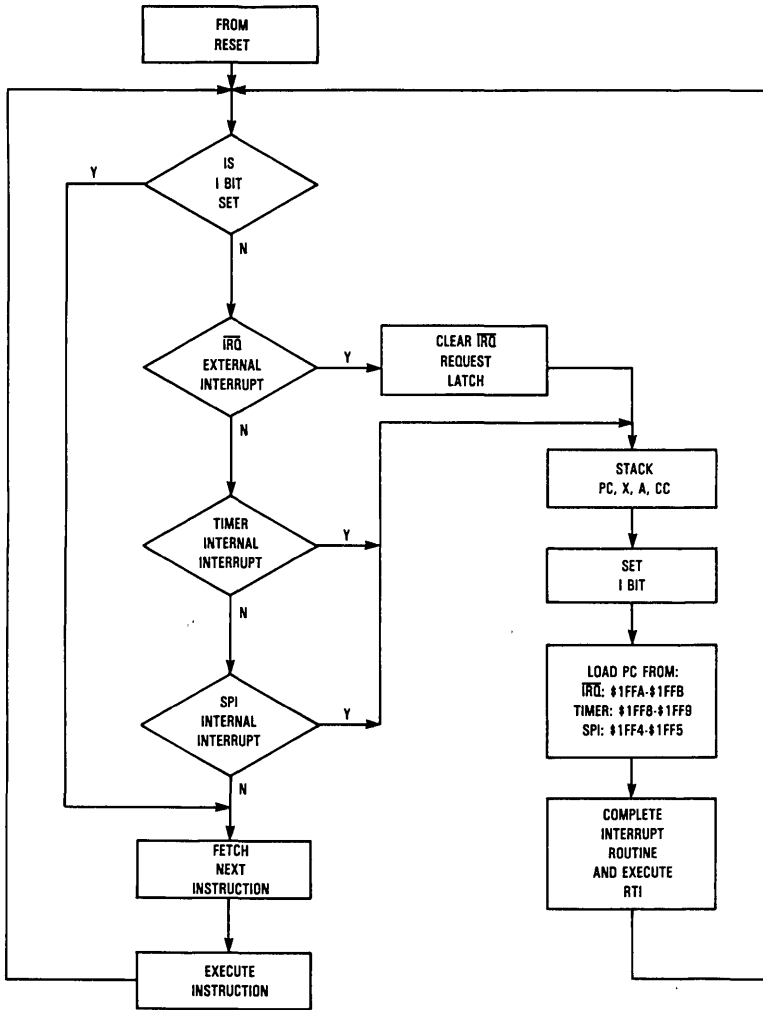 FROM
RESET
IS
I BIT
SET
Y
N
IRQ
EXTERNAL
INTERRUPT
Y
N
CLEAR IRQ
REQUEST
LATCH
TIMER
INTERNAL
INTERRUPT
Y
N
SPI
INTERNAL
INTERRUPT
Y
N
FETCH
NEXT
INSTRUCTION
EXECUTE
INSTRUCTION
STACK
PC, X, A, CC
SET
I BIT
LOAD PC FROM:
IRQ: $1FFA-$1FFB
TIMER: $1FF8-$1FF9
SPI: $1FF4-$1FF5
COMPLETE
INTERRUPT
ROUTINE
AND EXECUTE
RTI